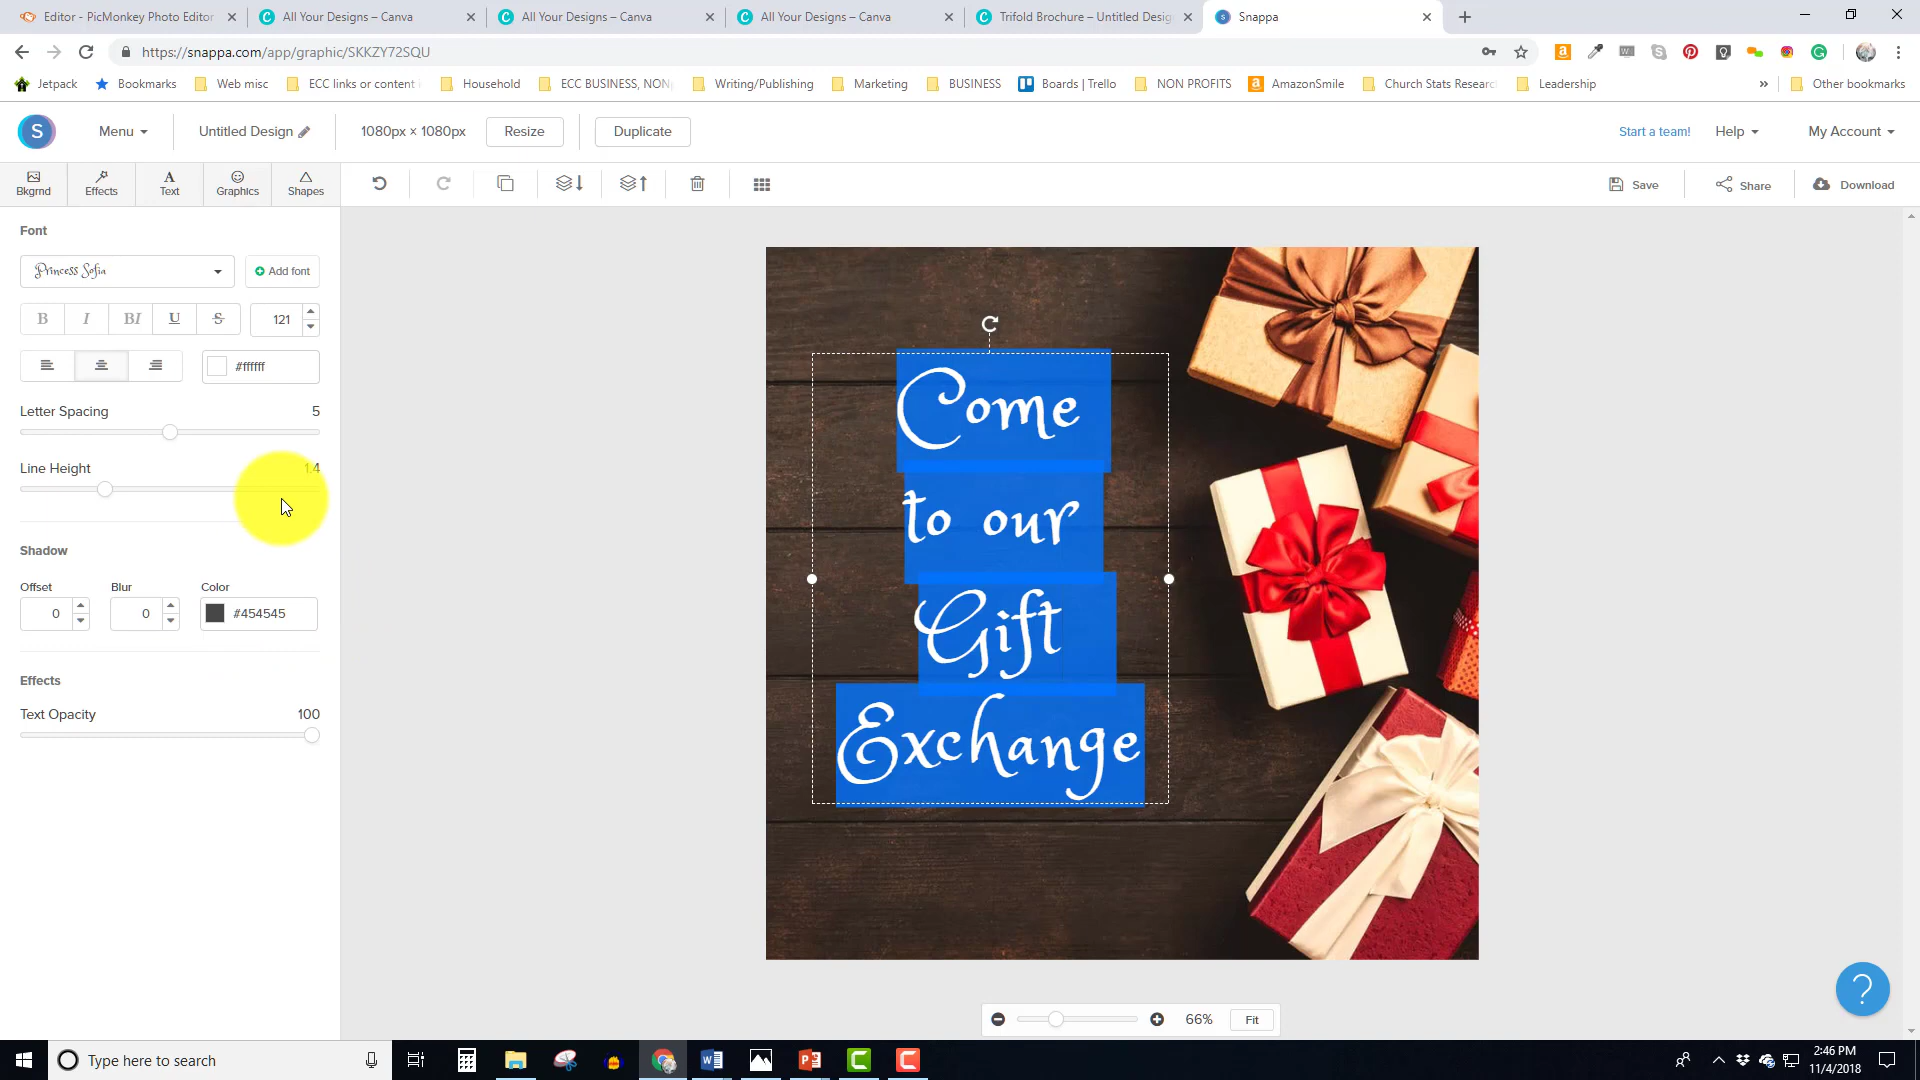 Editor - PicMonkey Photo Editor
All Your Designs – Canva
All Your Designs – Canva
All Your Designs – Canva
Trifold Brochure – Untitled Desig
Snappa
https://snappa.com/app/graphic/SKKZY72SQU
Jetpack
Bookmarks
Web misc
ECC links or content i
Household
ECC BUSINESS, NON
Writing/Publishing
Marketing
BUSINESS
Boards | Trello
NON PROFITS
AmazonSmile
Church Stats Researc
Leadership
»
Other bookmarks
S
Menu
Untitled Design
1080px × 1080px
Resize
Duplicate
Start a team!
Help
My Account
Bkgrnd
Effects
Text
Graphics
Shapes
Save
Share
Download
Font
Princess Sofia
Add font
B I BI U S 121
#ffffff
Letter Spacing 5
Line Height 1.4
Shadow
Offset Blur Color
0 0 #454545
Effects
Text Opacity 100
Come
to our
Gift
Exchange
66%
Fit
?
Type here to search
2:46 PM
11/4/2018